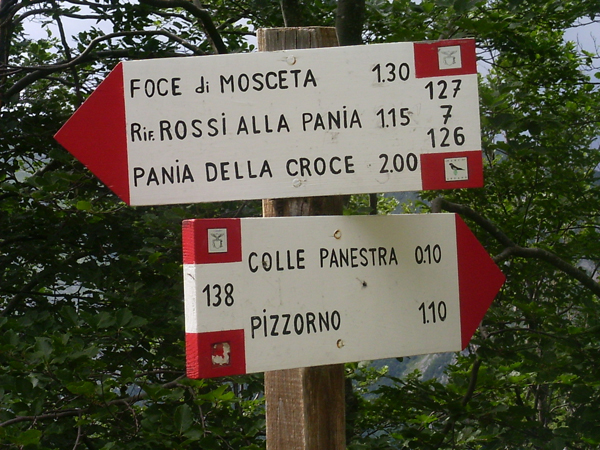 FOCE di MOSCETA 1.30 127
RIF. ROSSI ALLA PANIA 1.15 7
126
PANIA DELLA CROCE 2.00
COLLE PANESTRA 0.10
138
PIZZORNO 1.10